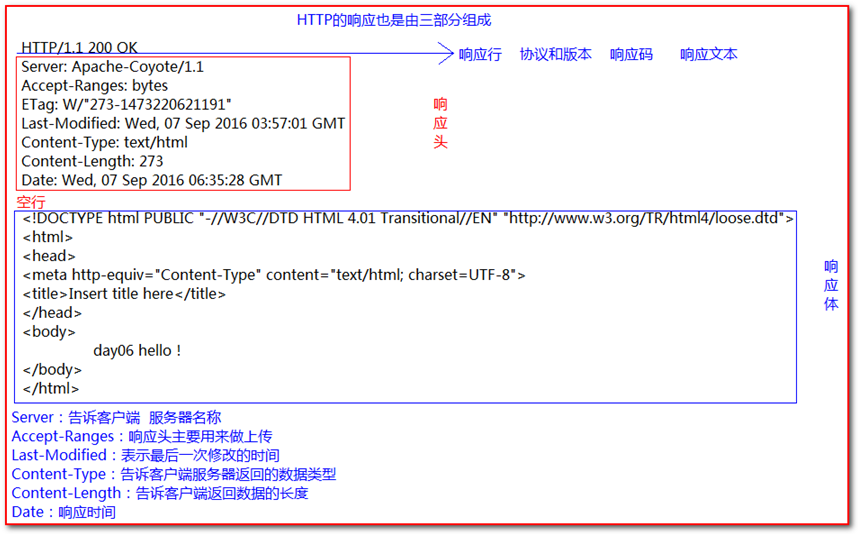 HTTP的响应也是由三部分组成
HTTP/1.1 200 OK
响应行 协议和版本 响应码 响应文本
Server: Apache-Coyote/1.1
Accept-Ranges: bytes
ETag: W/"273-1473220621191"
Last-Modified: Wed, 07 Sep 2016 03:57:01 GMT
Content-Type: text/html
Content-Length: 273
Date: Wed, 07 Sep 2016 06:35:28 GMT
响
应
头
空行
<!DOCTYPE html PUBLIC "-//W3C//DTD HTML 4.01 Transitional//EN" "http://www.w3.org/TR/html4/loose.dtd">
<html>
<head>
<meta http-equiv="Content-Type" content="text/html; charset=UTF-8">
<title>Insert title here</title>
</head>
<body>
day06 hello！
</body>
</html>
响
应
体
Server：告诉客户端 服务器名称
Accept-Ranges：响应头主要用来做上传
Last-Modified：表示最后一次修改的时间
Content-Type：告诉客户端服务器返回的数据类型
Content-Length：告诉客户端返回数据的长度
Date：响应时间